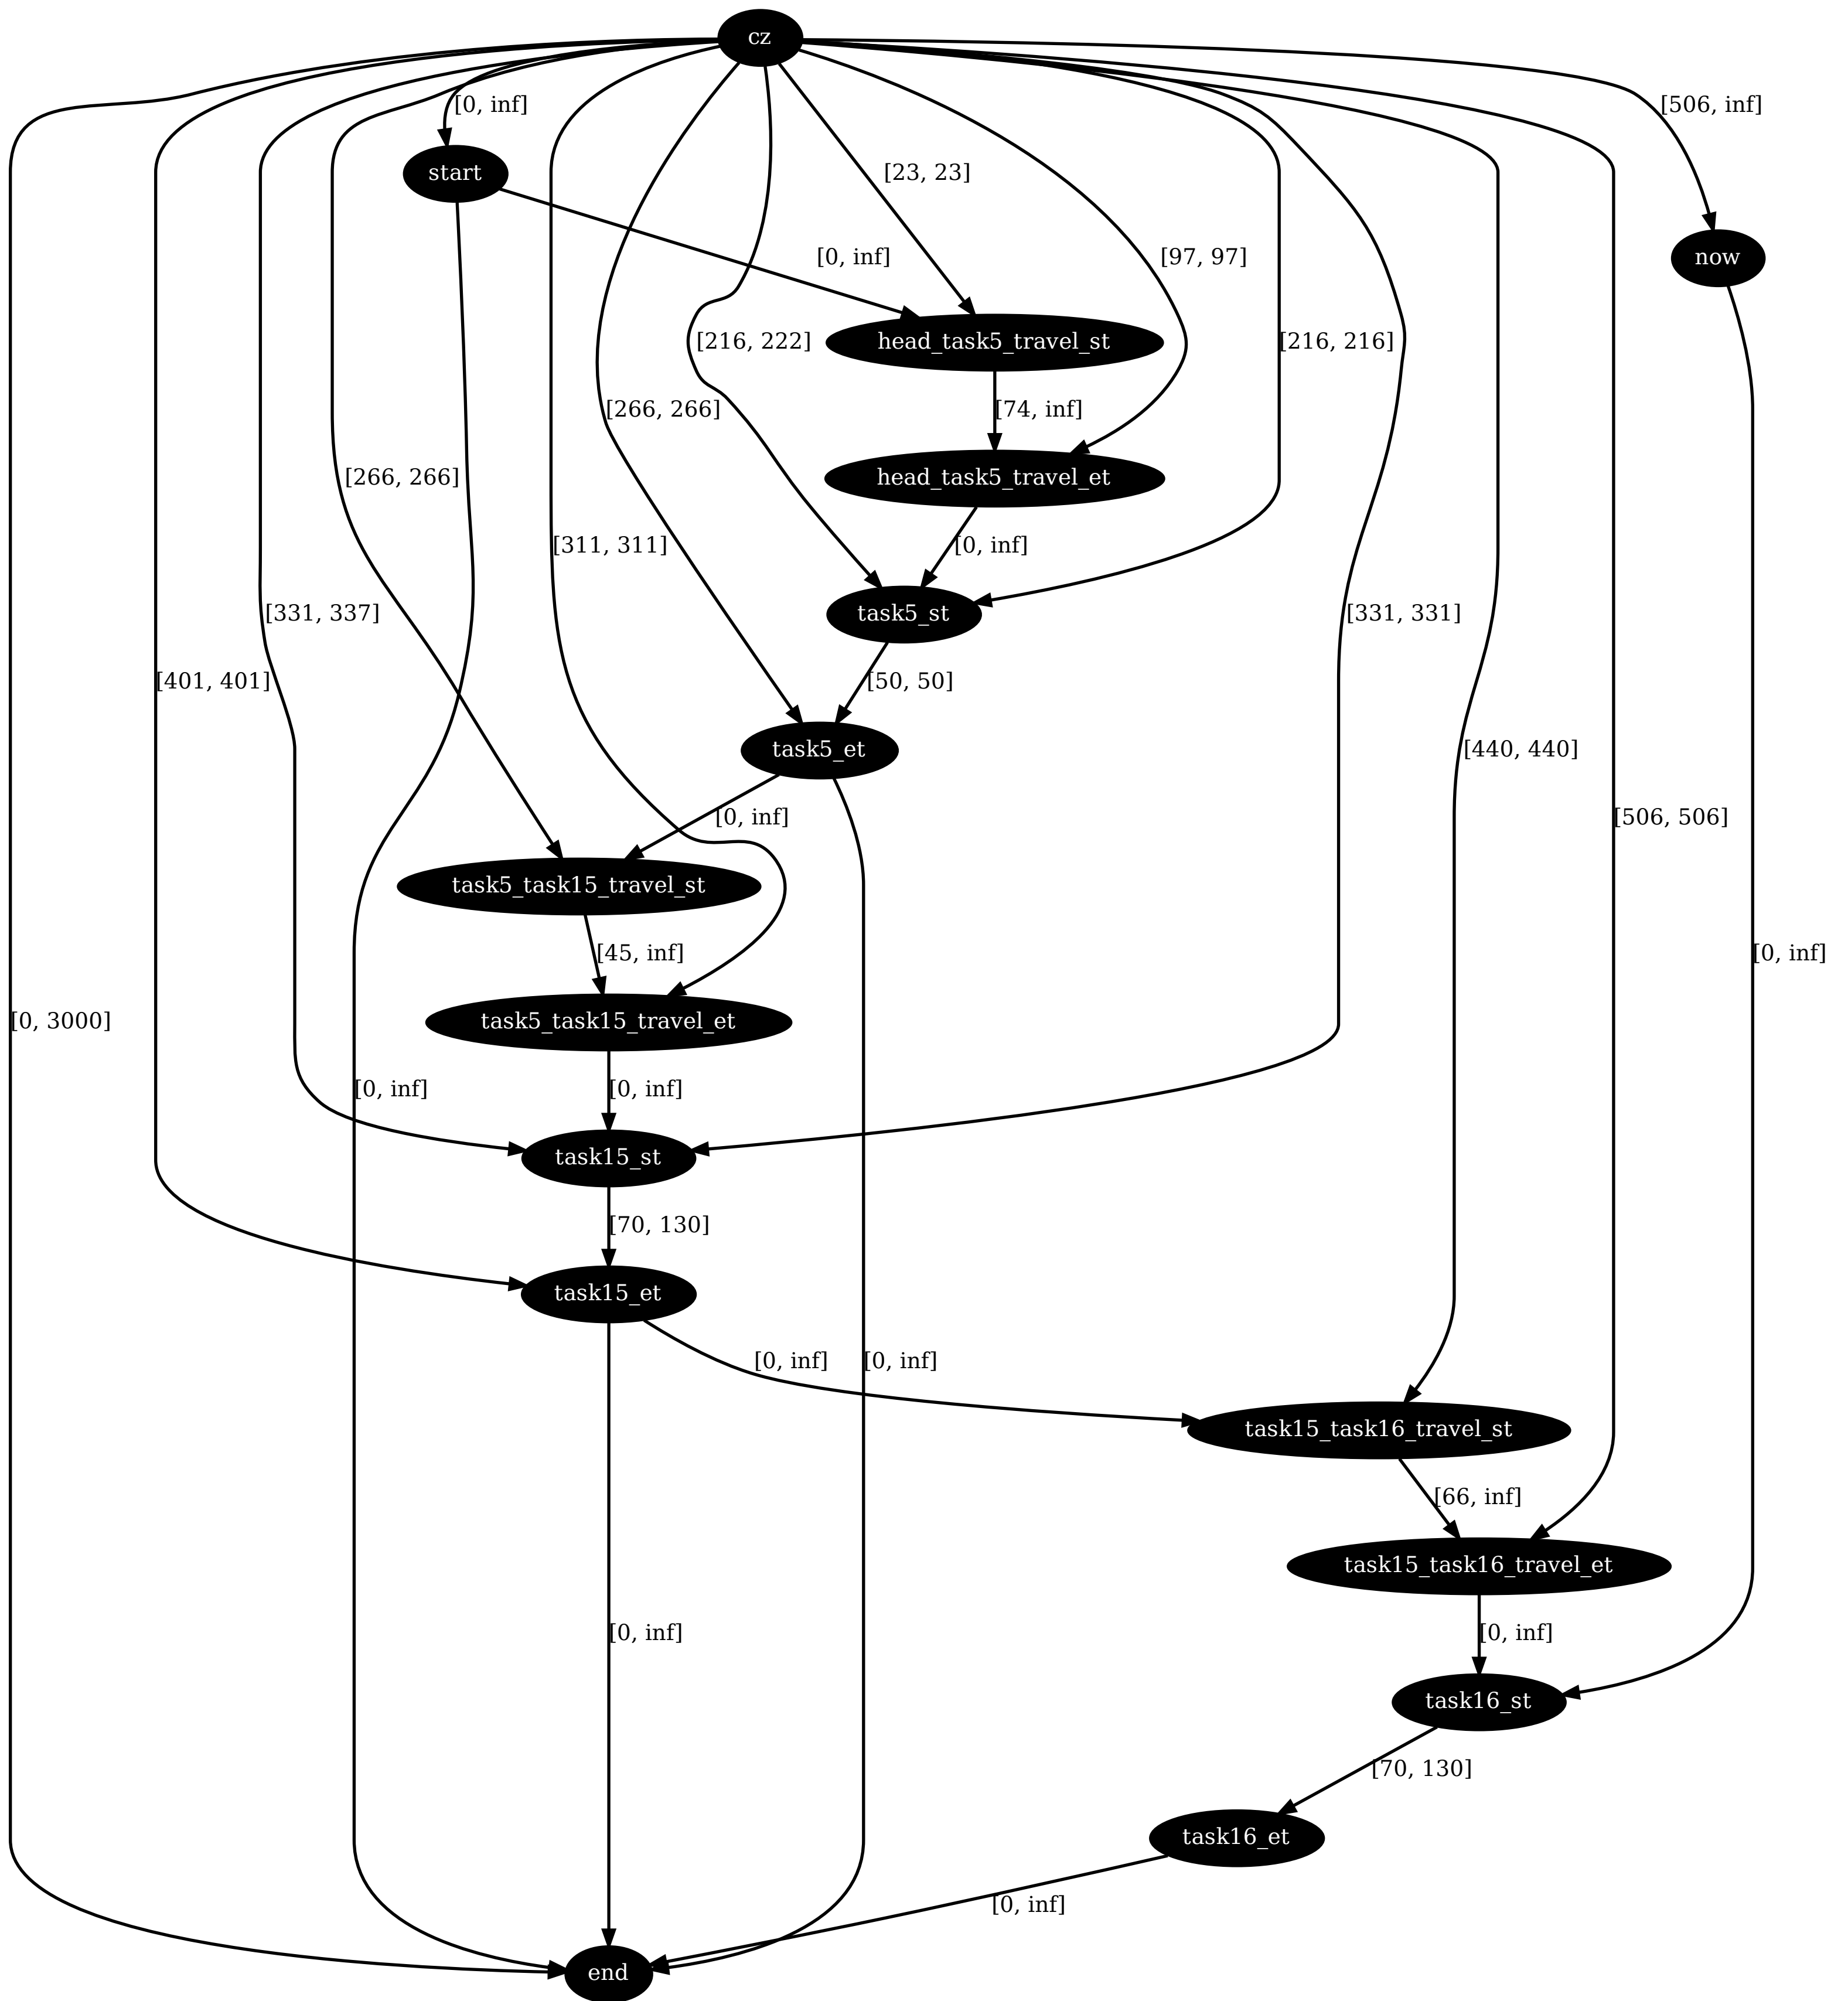 cz
[0, inf]
[506, inf]
start
[23, 23]
[0, inf]
[97, 97]
now
head_task5_travel_st
[216, 222]
[216, 216]
[266, 266]
[74, inf]
[266, 266]
head_task5_travel_et
[311, 311]
[0, inf]
[331, 337]
task5_st
[331, 331]
[401, 401]
[50, 50]
task5_et
[440, 440]
[0, inf]
[506, 506]
task5_task15_travel_st
[45, inf]
[0, inf]
[0, 3000]
task5_task15_travel_et
[0, inf]
[0, inf]
task15_st
[70, 130]
task15_et
[0, inf]
[0, inf]
task15_task16_travel_st
[66, inf]
task15_task16_travel_et
[0, inf]
[0, inf]
task16_st
[70, 130]
task16_et
[0, inf]
end